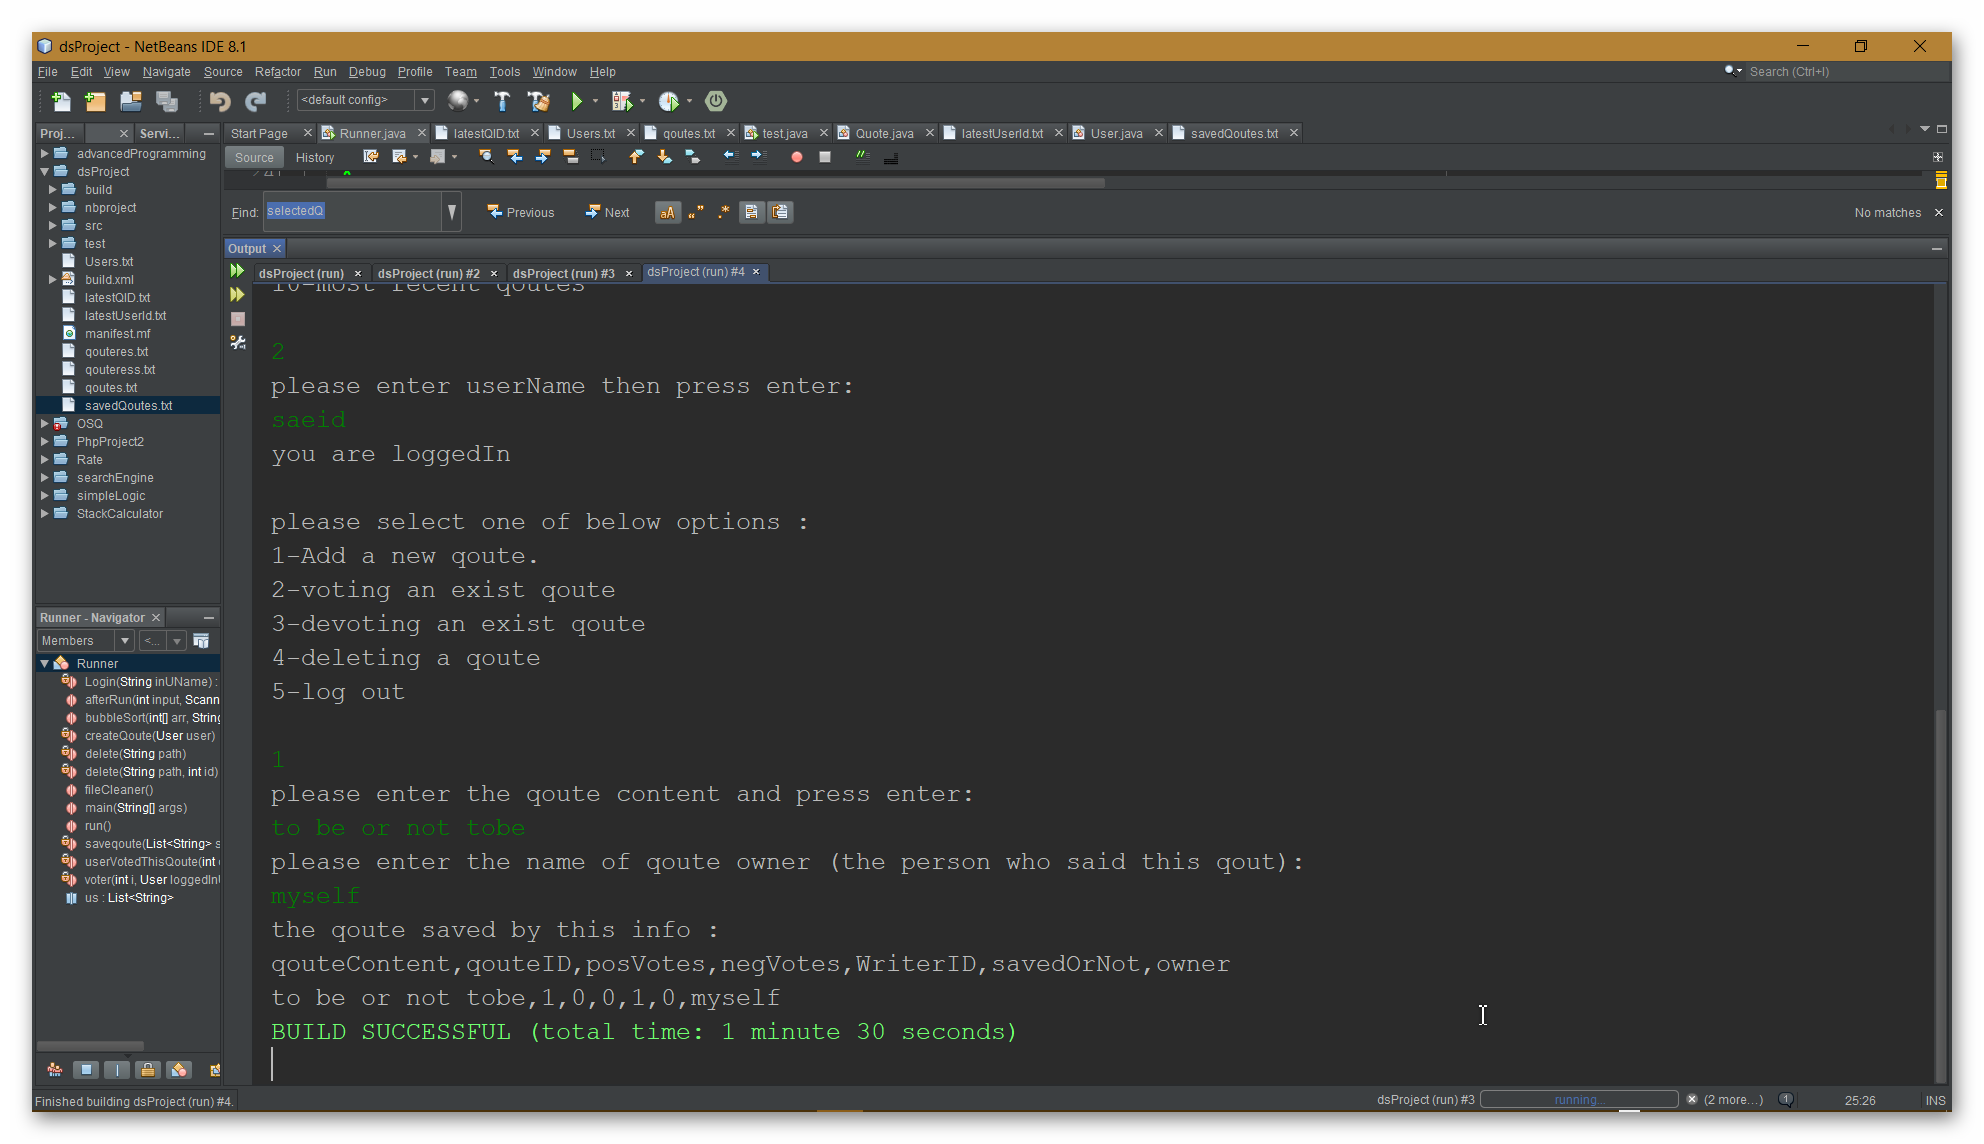 dsProject - NetBeans IDE 8.1
File Edit View Navigate Source Refactor Run Debug Profile Team Tools Window Help
Search (Ctrl+I)
<default config>
Proj... Servi...
Start Page Runner.java latestQID.txt Users.txt qoutes.txt test.java Quote.java latestUserId.txt User.java savedQoutes.txt
Source History
Find: selectedQ Previous Next No matches
advancedProgramming
dsProject
build
nbproject
src
test
Users.txt
build.xml
latestQID.txt
latestUserId.txt
manifest.mf
qouteres.txt
qouteress.txt
qoutes.txt
savedQoutes.txt
OSQ
PhpProject2
Rate
searchEngine
simpleLogic
StackCalculator
Runner - Navigator
Members <...
Runner
Login(String inUName) :
afterRun(int input, Scann
bubbleSort(int[] arr, String
createQoute(User user)
delete(String path)
delete(String path, int id)
fileCleaner()
main(String[] args)
run()
saveqoute(List<String> s
userVotedThisQoute(int
voter(int i, User loggedInU
us : List<String>
Output
dsProject (run) dsProject (run) #2 dsProject (run) #3 dsProject (run) #4
10-most recent qoutes
2
please enter userName then press enter:
saeid
you are loggedIn
please select one of below options :
1-Add a new qoute.
2-voting an exist qoute
3-devoting an exist qoute
4-deleting a qoute
5-log out
1
please enter the qoute content and press enter:
to be or not tobe
please enter the name of qoute owner (the person who said this qout):
myself
the qoute saved by this info :
qouteContent,qouteID,posVotes,negVotes,WriterID,savedOrNot,owner
to be or not tobe,1,0,0,1,0,myself
BUILD SUCCESSFUL (total time: 1 minute 30 seconds)
Finished building dsProject (run) #4.
dsProject (run) #3 running... (2 more...) 1 25:26 INS